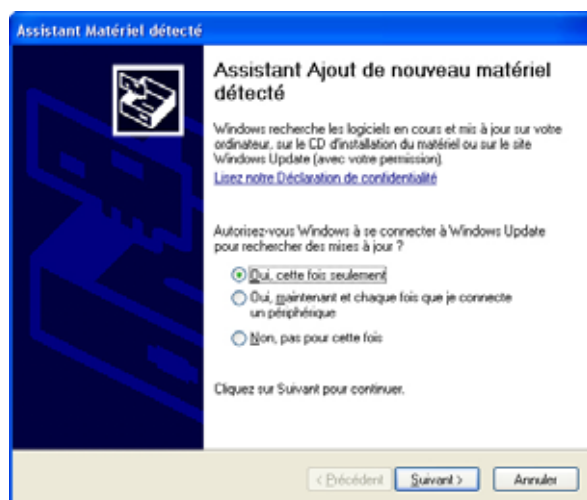 Assistant Matériel détecté
Assistant Ajout de nouveau matériel
détecté
Windows recherche les logiciels en cours et mis à jour sur votre
ordinateur, sur le CD d'installation du matériel ou sur le site
Windows Update (avec votre permission).
Lisez notre Déclaration de confidentialité
Autorisez-vous Windows à se connecter à Windows Update
pour rechercher des mises à jour ?
Oui, cette fois seulement
Oui, maintenant et chaque fois que je connecte
un périphérique
Non, pas pour cette fois
Cliquez sur Suivant pour continuer.
< Précédent Suivant > Annuler